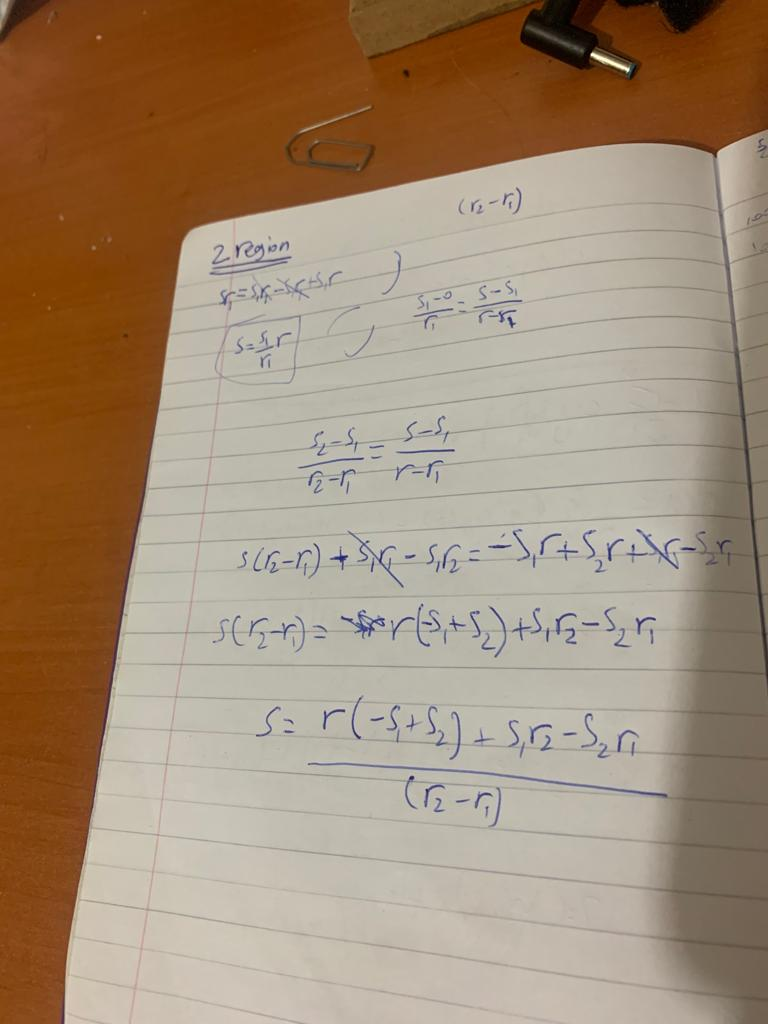 (r₂-r₁)
2 region
sr₁=s₁r₁-s₁r₁+s₁r
s₁-0/r₁ = s-s₁/r-r₁
s=s₁/r₁ r
s₂-s₁/r₂-r₁ = s-s₁/r-r₁
s(r₂-r₁) + s₁r₁ - s₁r₂ = -s₁r+s₂r+s₁r₁-s₂r₁
s(r₂-r₁) = r(-s₁+s₂)+s₁r₂-s₂r₁
s= r(-s₁+s₂) + s₁r₂-s₂r₁/(r₂-r₁)